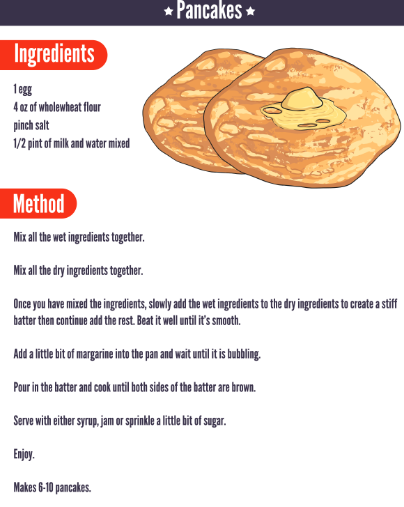 Pancakes
Ingredients
1 egg
4 oz of wholewheat flour
pinch salt
1/2 pint of milk and water mixed
Method
Mix all the wet ingredients together.
Mix all the dry ingredients together.
Once you have mixed the ingredients, slowly add the wet ingredients to the dry ingredients to create a stiff
batter then continue add the rest. Beat it well until it's smooth.
Add a little bit of margarine into the pan and wait until it is bubbling.
Pour in the batter and cook until both sides of the batter are brown.
Serve with either syrup, jam or sprinkle a little bit of sugar.
Enjoy.
Makes 6-10 pancakes.